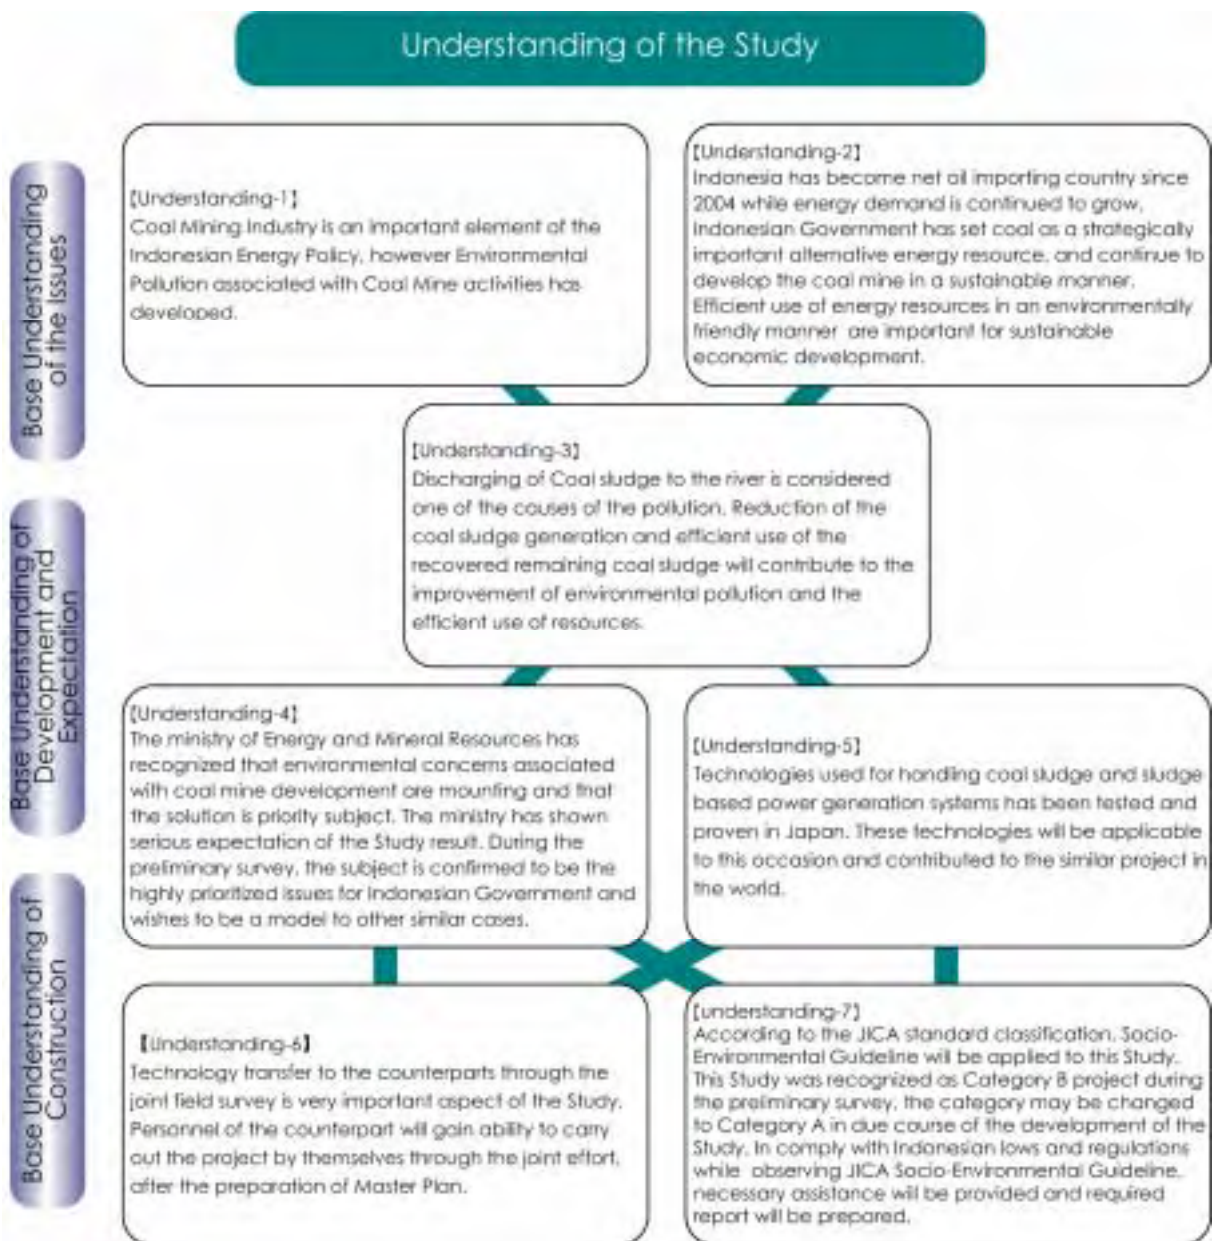 Understanding of the Study
Base Understanding
of the Issues
【Understanding-1】
Coal Mining Industry is an important element of the
Indonesian Energy Policy, however Environmental
Pollution associated with Coal Mine activities has
developed.
【Understanding-2】
Indonesia has become net oil importing country since
2004 while energy demand is continued to grow.
Indonesian Government has set coal as a strategically
important alternative energy resource, and continue to
develop the coal mine in a sustainable manner.
Efficient use of energy resources in an environmentally
friendly manner are important for sustainable
economic development.
【Understanding-3】
Discharging of Coal sludge to the river is considered
one of the causes of the pollution. Reduction of the
coal sludge generation and efficient use of the
recovered remaining coal sludge will contribute to the
improvement of environmental pollution and the
efficient use of resources.
Base Understanding of
Development and
Expectation
【Understanding-4】
The ministry of Energy and Mineral Resources has
recognized that environmental concerns associated
with coal mine development are mounting and that
the solution is priority subject. The ministry has shown
serious expectation of the Study result. During the
preliminary survey, the subject is confirmed to be the
highly prioritized issues for Indonesian Government and
wishes to be a model to other similar cases.
【Understanding-5】
Technologies used for handling coal sludge and sludge
based power generation systems has been tested and
proven in Japan. These technologies will be applicable
to this occasion and contributed to the similar project in
the world.
Base Understanding of
Construction
【Understanding-6】
Technology transfer to the counterparts through the
joint field survey is very important aspect of the Study.
Personnel of the counterpart will gain ability to carry
out the project by themselves through the joint effort,
after the preparation of Master Plan.
【understanding-7】
According to the JICA standard classification, Socio-
Environmental Guideline will be applied to this Study.
This Study was recognized as Category B project during
the preliminary survey, the category may be changed
to Category A in due course of the development of the
Study. In comply with Indonesian lows and regulations
while observing JICA Socio-Environmental Guideline,
necessary assistance will be provided and required
report will be prepared.